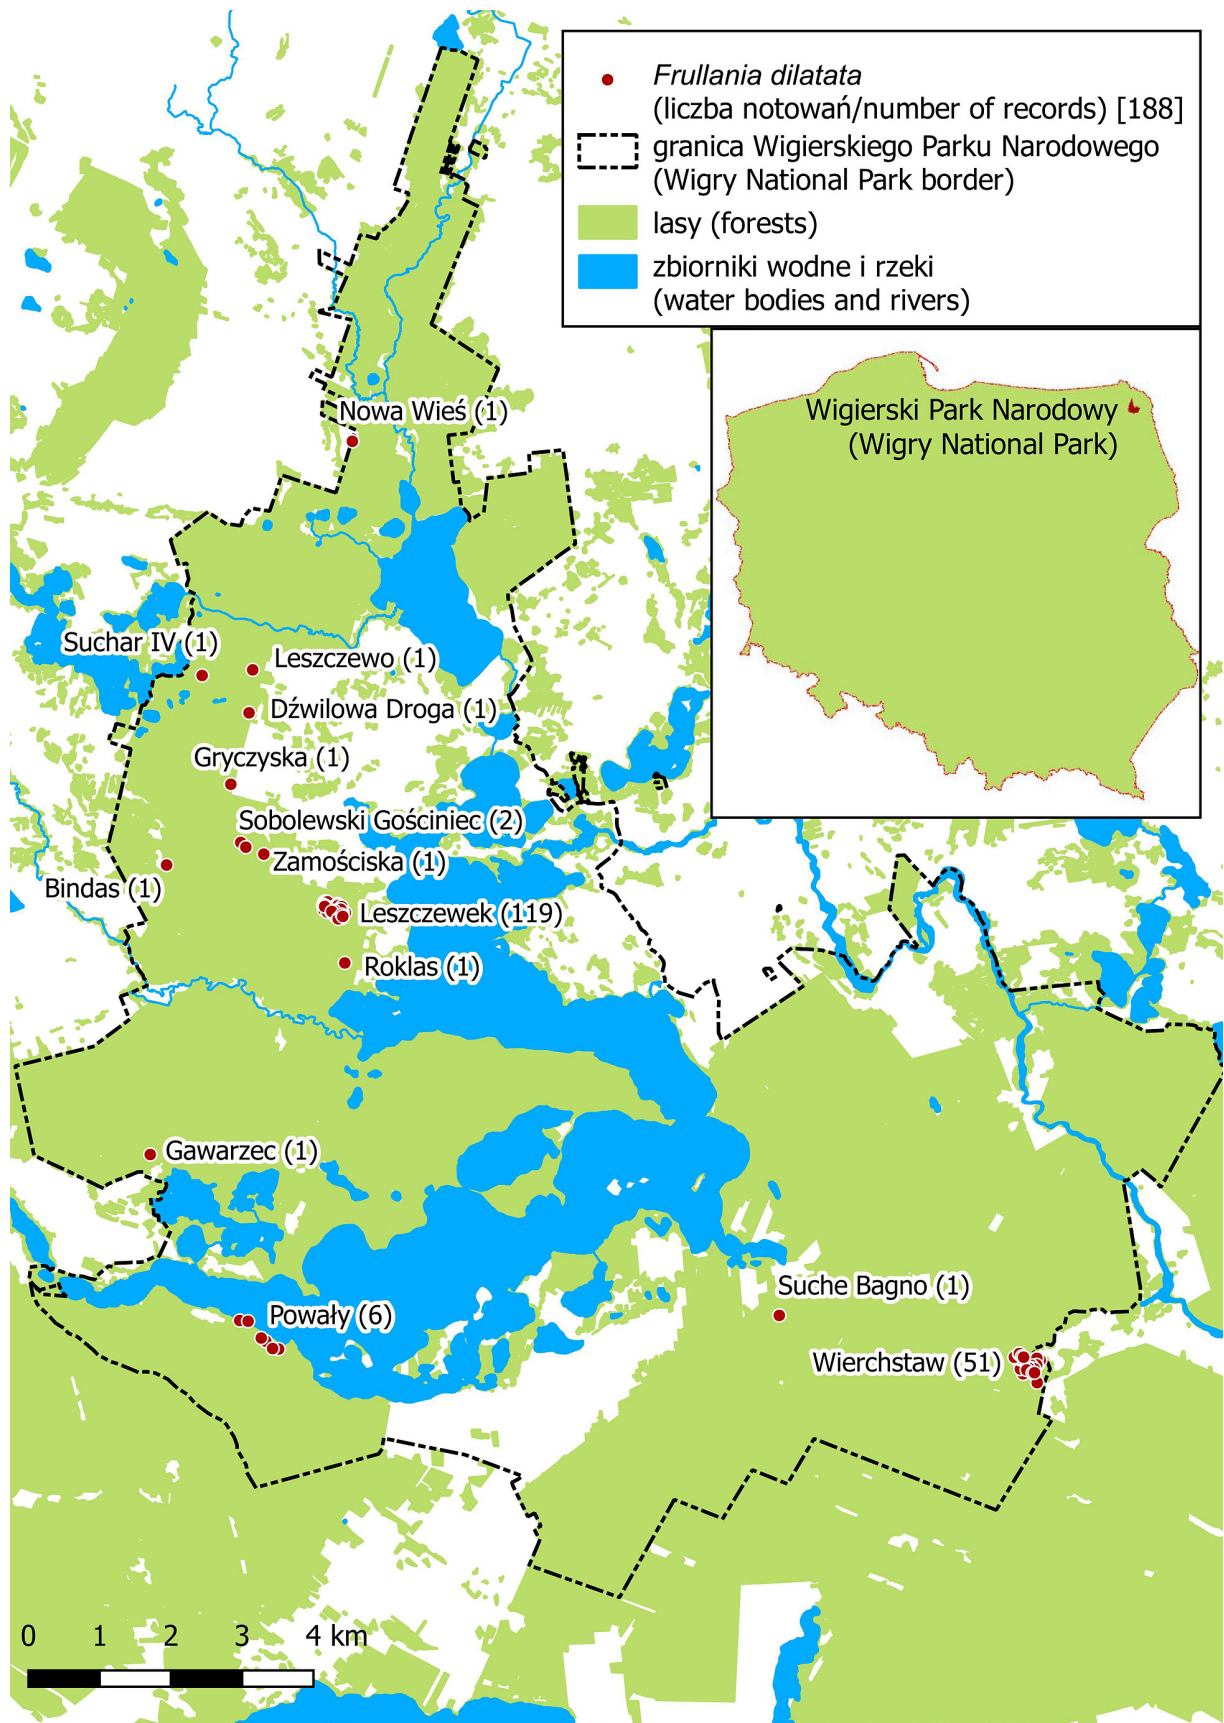 Frullania dilatata
(liczba notowań/number of records) [188]
granica Wigierskiego Parku Narodowego
(Wigry National Park border)
lasy (forests)
zbiorniki wodne i rzeki
(water bodies and rivers)
Wigierski Park Narodowy
(Wigry National Park)
Nowa Wieś (1)
Suchar IV (1)
Leszczewo (1)
Dźwilowa Droga (1)
Gryczyska (1)
Sobolewski Gościniec (2)
Zamościska (1)
Bindas (1)
Leszczewek (119)
Roklas (1)
Gawarzec (1)
Suche Bagno (1)
Powały (6)
Wierchstaw (51)
0 1 2 3 4 km